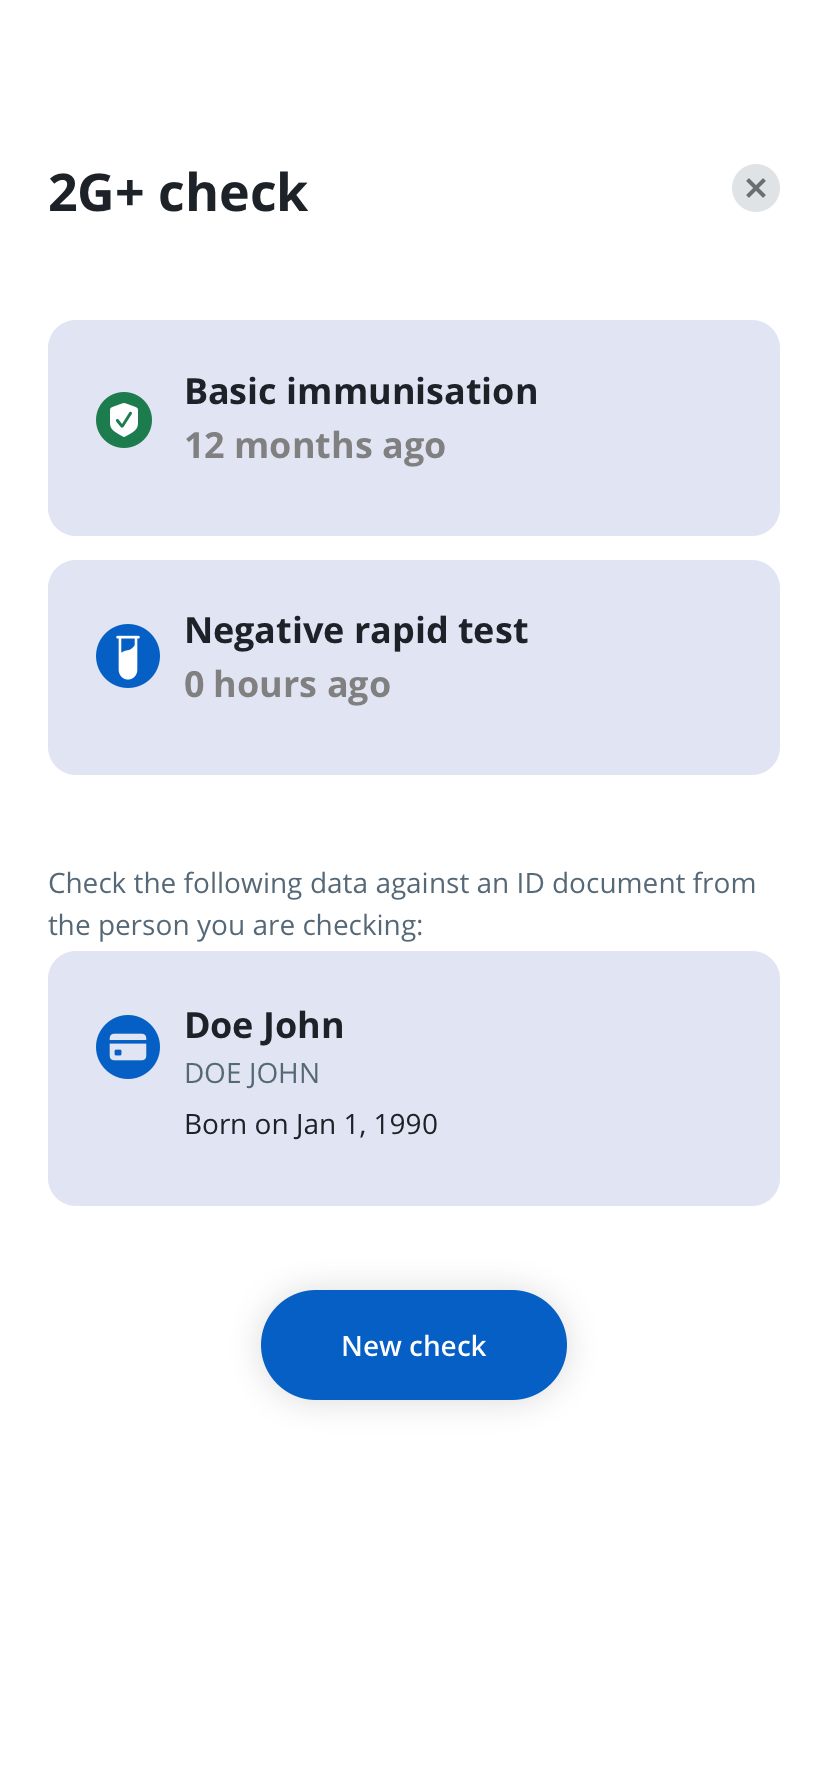 2G+ check
Basic immunisation
12 months ago
Negative rapid test
0 hours ago
Check the following data against an ID document from
the person you are checking:
Doe John
DOE JOHN
Born on Jan 1, 1990
New check